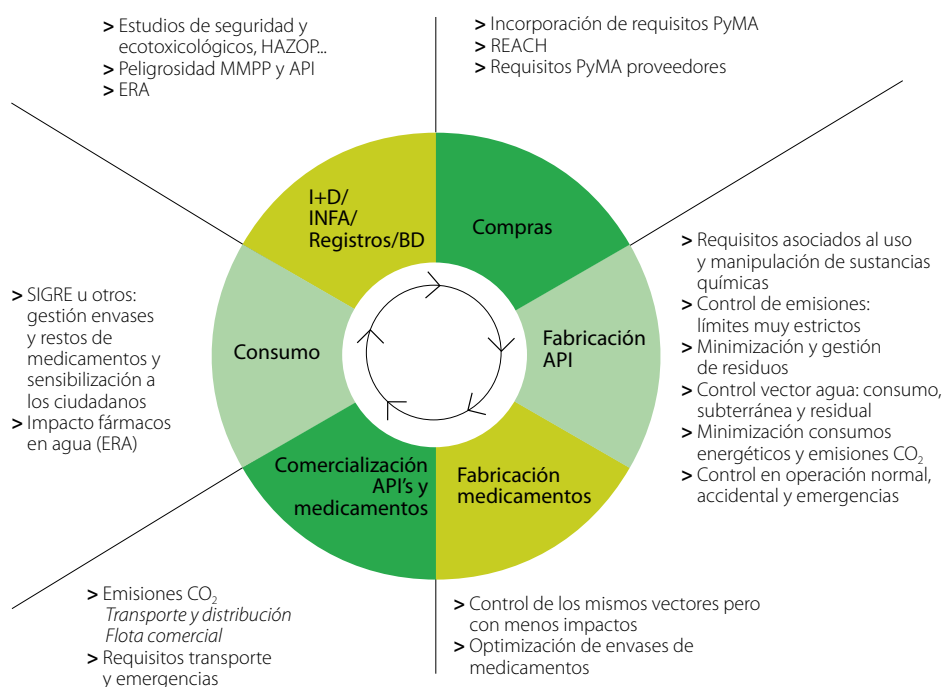 > Estudios de seguridad y
ecotoxicológicos, HAZOP...
> Peligrosidad MMPP y API
> ERA
> Incorporación de requisitos PyMA
> REACH
> Requisitos PyMA proveedores
I+D/
INFA/
Registros/BD
Compras
> Requisitos asociados al uso
y manipulación de sustancias
químicas
> Control de emisiones:
límites muy estrictos
> Minimización y gestión
de residuos
> Control vector agua: consumo,
subterránea y residual
> Minimización consumos
energéticos y emisiones CO₂
> Control en operación normal,
accidental y emergencias
Fabricación
API
Fabricación
medicamentos
> Control de los mismos vectores pero
con menos impactos
> Optimización de envases de
medicamentos
Comercialización
API's y
medicamentos
> Emisiones CO₂
Transporte y distribución
Flota comercial
> Requisitos transporte
y emergencias
Consumo
> SIGRE u otros:
gestión envases
y restos de
medicamentos y
sensibilización a
los ciudadanos
> Impacto fármacos
en agua (ERA)